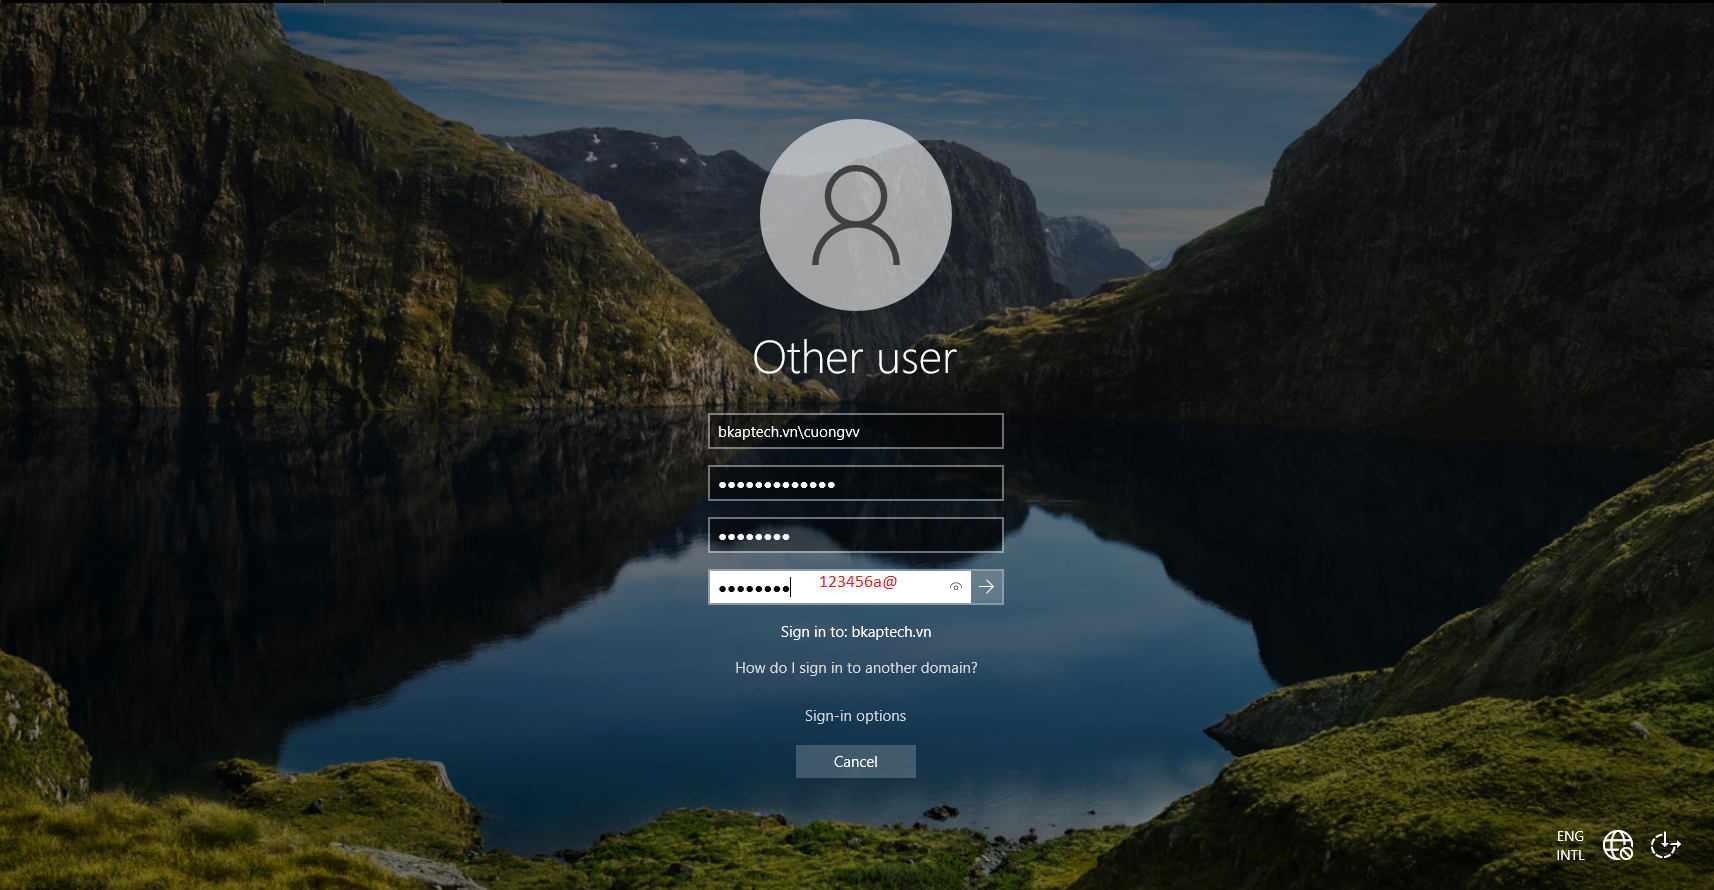 Other user
bkaptech.vn\cuongvv
●●●●●●●●●●●●●
●●●●●●●●
●●●●●●●● 123456a@
Sign in to: bkaptech.vn
How do I sign in to another domain?
Sign-in options
Cancel
ENG
INTL